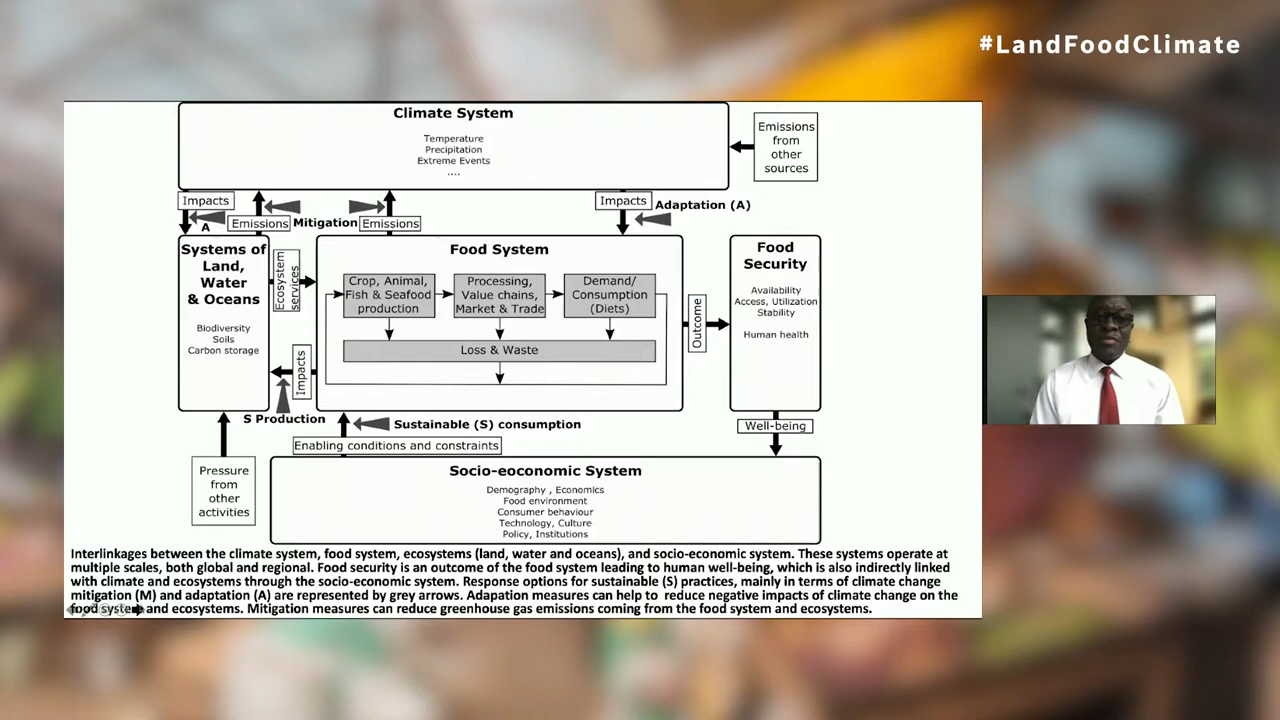 #LandFoodClimate
Climate System
Temperature
Precipitation
Extreme Events
....
Emissions
from
other
sources
Impacts
A
Emissions
Mitigation
Emissions
Impacts
Adaptation (A)
Systems of
Land,
Water
& Oceans
Biodiversity
Soils
Carbon storage
Ecosystem
services
Impacts
Food System
Crop, Animal,
Fish & Seafood
production
Processing,
Value chains,
Market & Trade
Demand/
Consumption
(Diets)
Loss & Waste
Outcome
Food
Security
Availability
Access, Utilization
Stability
Human health
S Production
Sustainable (S) consumption
Enabling conditions and constraints
Well-being
Pressure
from
other
activities
Socio-eoconomic System
Demography , Economics
Food environment
Consumer behaviour
Technology, Culture
Policy, Institutions
Interlinkages between the climate system, food system, ecosystems (land, water and oceans), and socio-economic system. These systems operate at
multiple scales, both global and regional. Food security is an outcome of the food system leading to human well-being, which is also indirectly linked
with climate and ecosystems through the socio-economic system. Response options for sustainable (S) practices, mainly in terms of climate change
mitigation (M) and adaptation (A) are represented by grey arrows. Adapation measures can help to reduce negative impacts of climate change on the
food system and ecosystems. Mitigation measures can reduce greenhouse gas emissions coming from the food system and ecosystems.